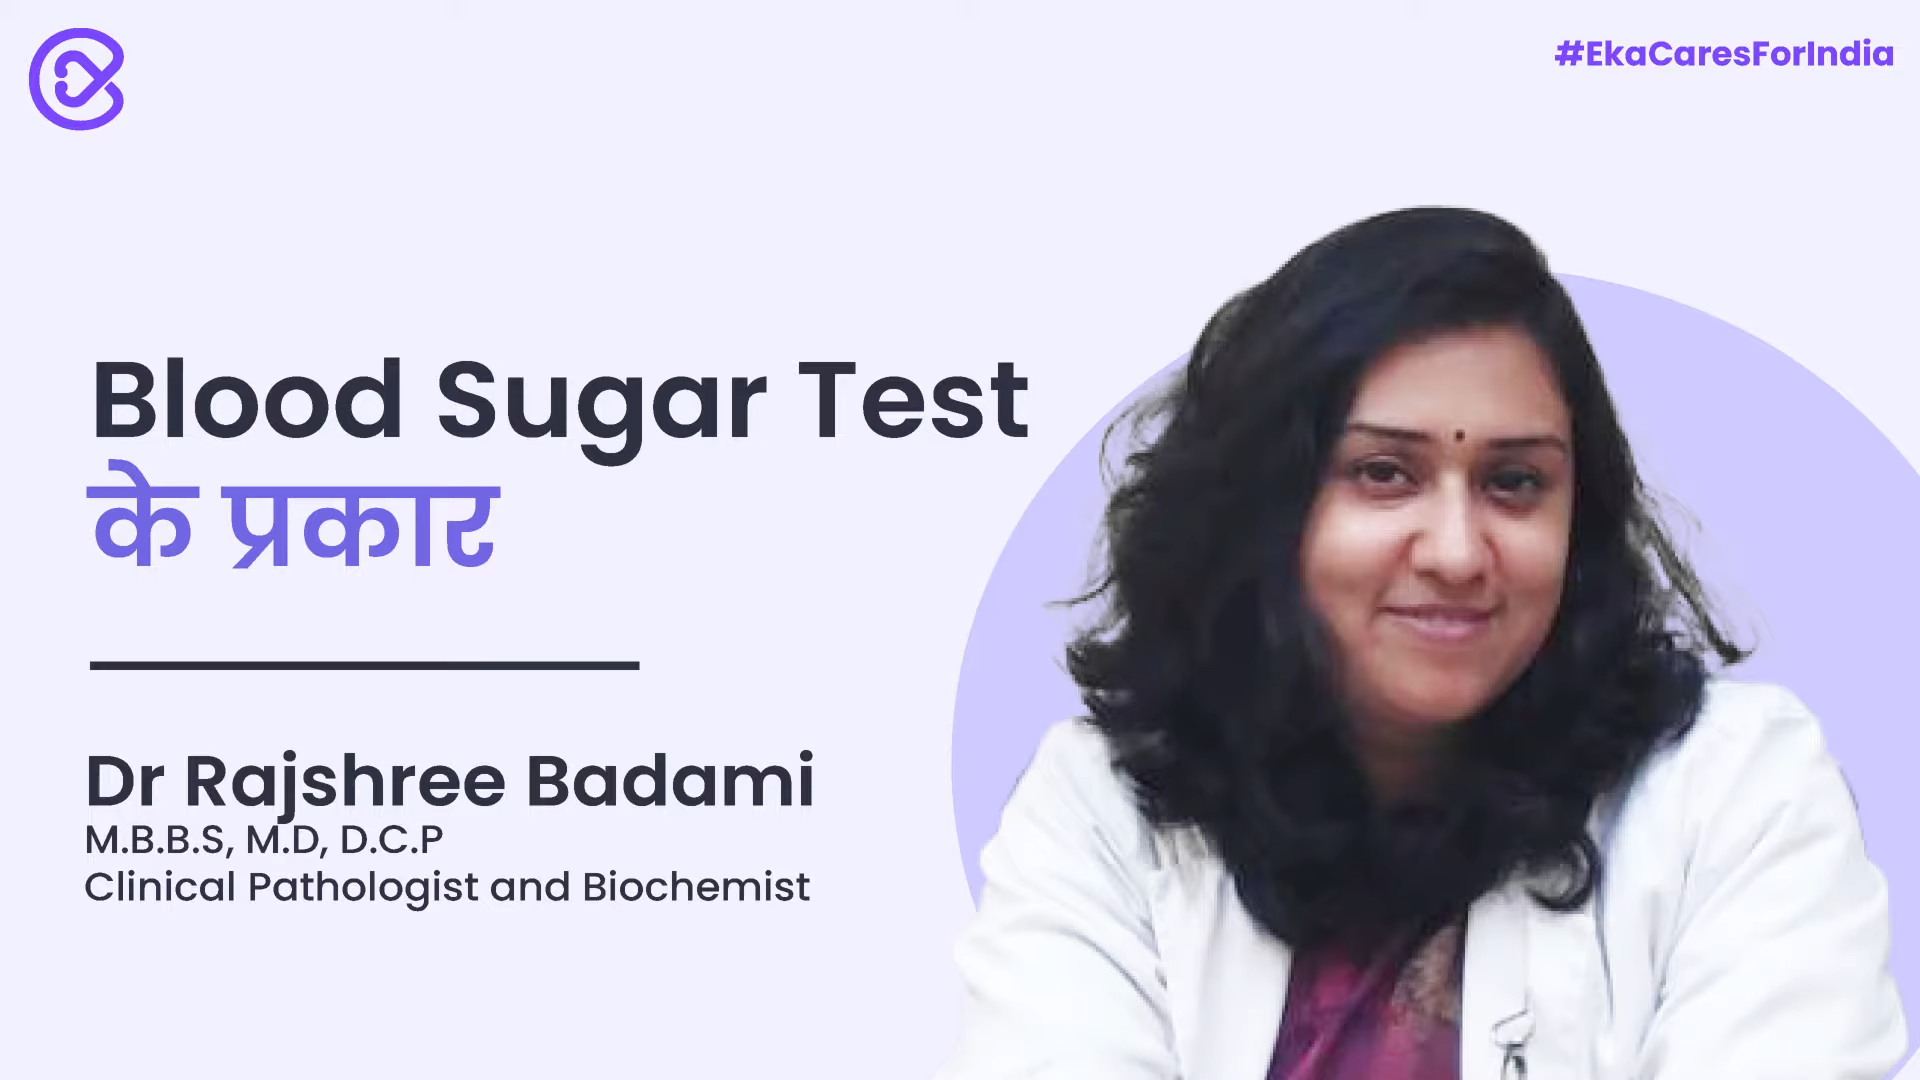 #EkaCaresForIndia
Blood Sugar Test
के प्रकार
Dr Rajshree Badami
M.B.B.S, M.D, D.C.P
Clinical Pathologist and Biochemist